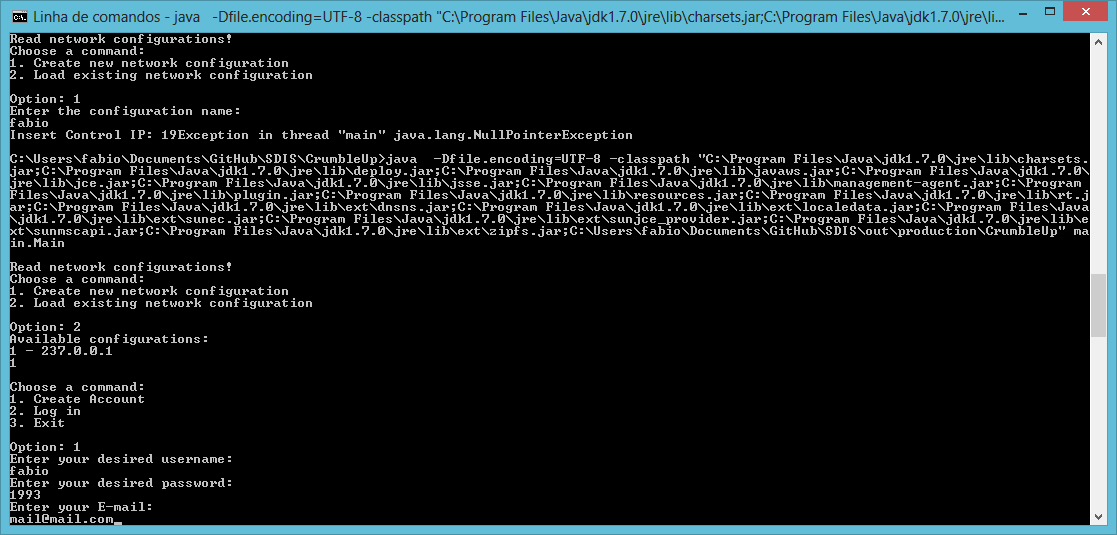 Linha de comandos - java   -Dfile.encoding=UTF-8 -classpath "C:\Program Files\Java\jdk1.7.0\jre\lib\charsets.jar;C:\Program Files\Java\jdk1.7.0\jre\li...
Read network configurations!
Choose a command:
1. Create new network configuration
2. Load existing network configuration
Option: 1
Enter the configuration name:
fabio
Insert Control IP: 19Exception in thread "main" java.lang.NullPointerException
C:\Users\fabio\Documents\GitHub\SDIS\CrumbleUp>java  -Dfile.encoding=UTF-8 -classpath "C:\Program Files\Java\jdk1.7.0\jre\lib\charsets.
jar;C:\Program Files\Java\jdk1.7.0\jre\lib\deploy.jar;C:\Program Files\Java\jdk1.7.0\jre\lib\javaws.jar;C:\Program Files\Java\jdk1.7.0\
jre\lib\jce.jar;C:\Program Files\Java\jdk1.7.0\jre\lib\jsse.jar;C:\Program Files\Java\jdk1.7.0\jre\lib\management-agent.jar;C:\Program 
Files\Java\jdk1.7.0\jre\lib\plugin.jar;C:\Program Files\Java\jdk1.7.0\jre\lib\resources.jar;C:\Program Files\Java\jdk1.7.0\jre\lib\rt.j
ar;C:\Program Files\Java\jdk1.7.0\jre\lib\ext\dnsns.jar;C:\Program Files\Java\jdk1.7.0\jre\lib\ext\localedata.jar;C:\Program Files\Java
\jdk1.7.0\jre\lib\ext\sunec.jar;C:\Program Files\Java\jdk1.7.0\jre\lib\ext\sunjce_provider.jar;C:\Program Files\Java\jdk1.7.0\jre\lib\e
xt\sunmscapi.jar;C:\Program Files\Java\jdk1.7.0\jre\lib\ext\zipfs.jar;C:\Users\fabio\Documents\GitHub\SDIS\out\production\CrumbleUp" ma
in.Main
Read network configurations!
Choose a command:
1. Create new network configuration
2. Load existing network configuration
Option: 2
Available configurations:
1 - 237.0.0.1
1
Choose a command:
1. Create Account
2. Log in
3. Exit
Option: 1
Enter your desired username:
fabio
Enter your desired password:
1993
Enter your E-mail:
mail@mail.com_